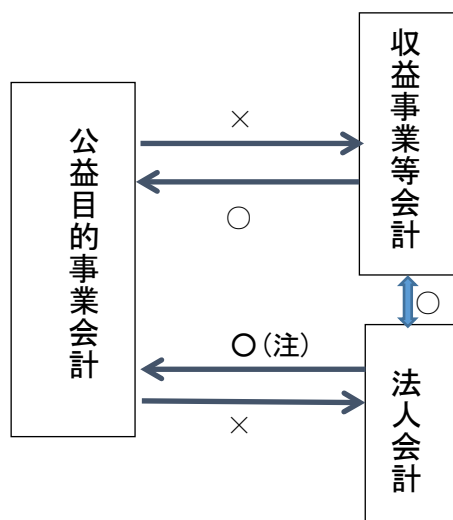 公益目的事業会計
×
○
収益事業等会計
○
○(注)
×
法人会計